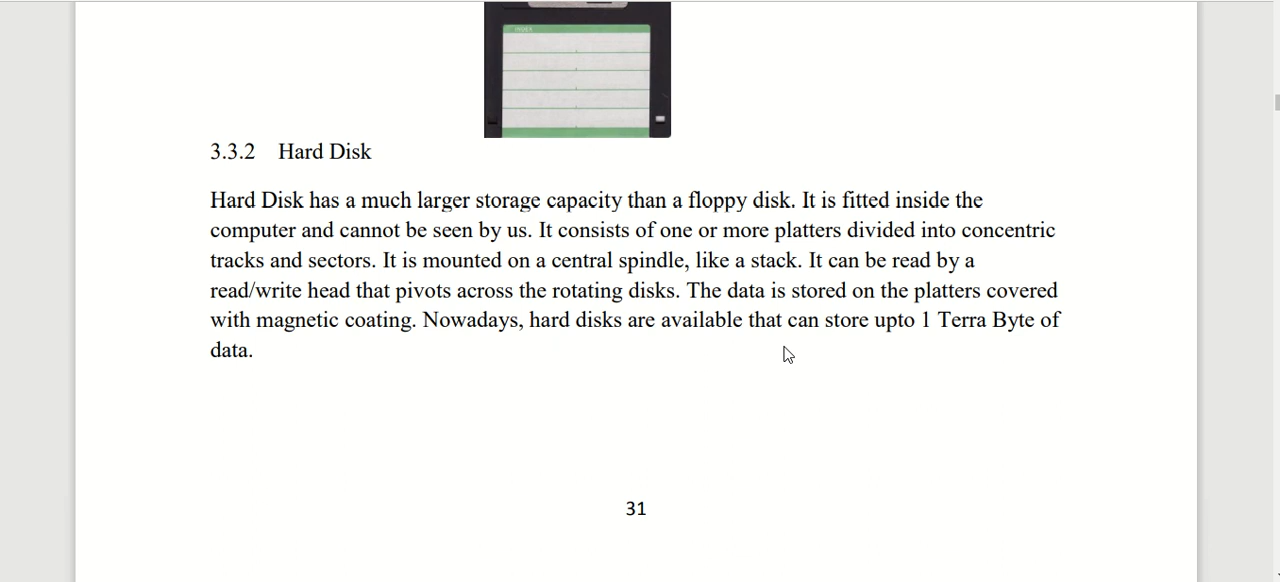 3.3.2 Hard Disk
Hard Disk has a much larger storage capacity than a floppy disk. It is fitted inside the
computer and cannot be seen by us. It consists of one or more platters divided into concentric
tracks and sectors. It is mounted on a central spindle, like a stack. It can be read by a
read/write head that pivots across the rotating disks. The data is stored on the platters covered
with magnetic coating. Nowadays, hard disks are available that can store upto 1 Terra Byte of
data.
31